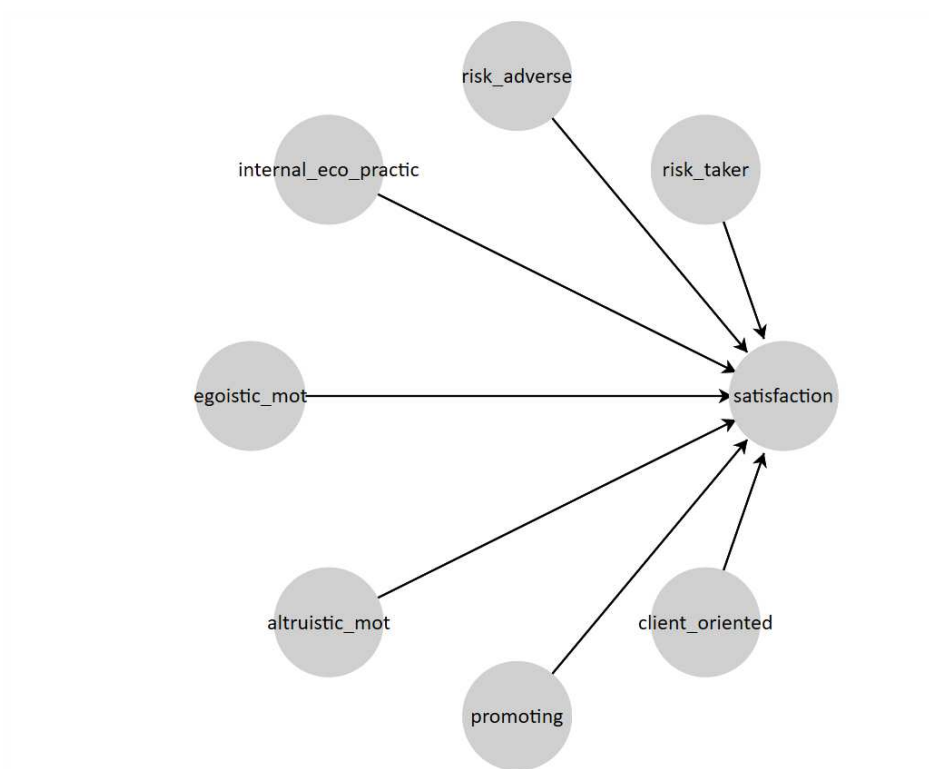 risk_adverse
internal_eco_practic
risk_taker
egoistic_mot
satisfaction
altruistic_mot
client_oriented
promoting